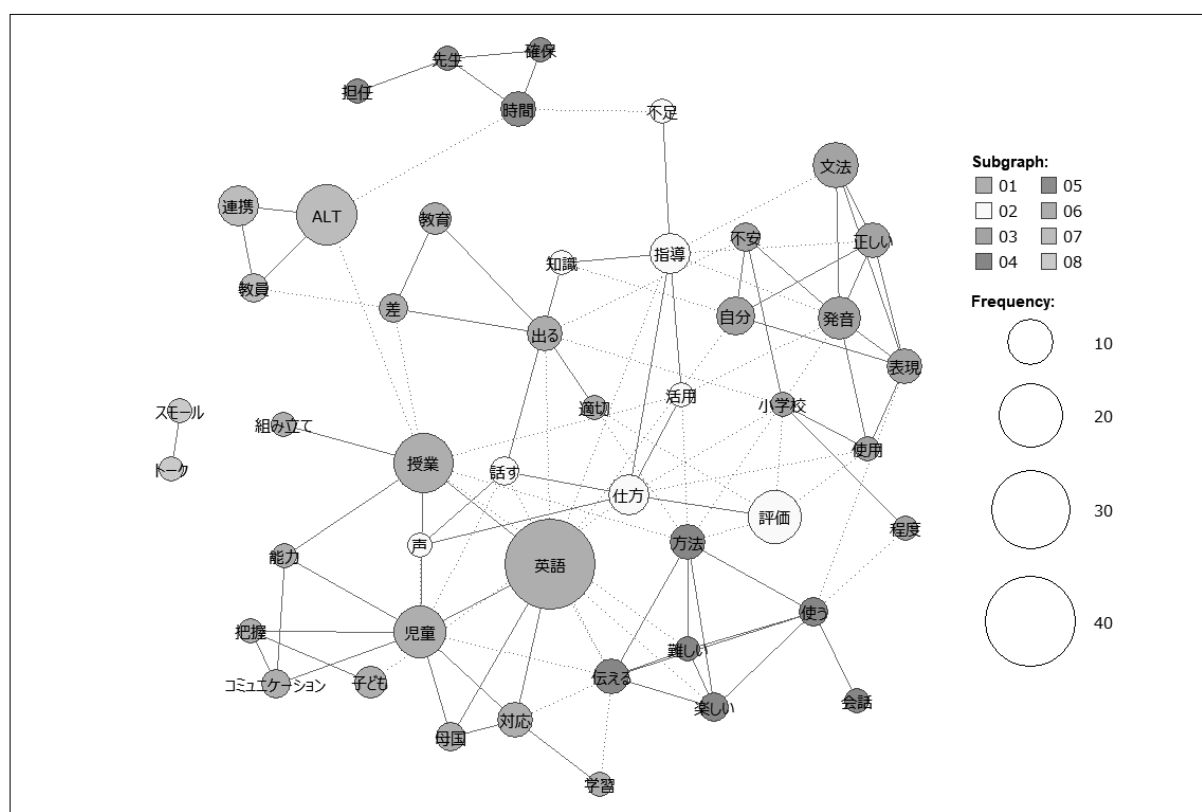 確保
先生
担任
時間
不足
文法
連携
ALT
教育
不安
正しい
指導
知識
教員
差
自分
発音
出る
表現
活用
小学校
適切
スモール
組み立て
使用
トーク
授業
話す
仕方
評価
程度
声
方法
能力
英語
使う
把握
児童
難しい
コミュニケーション
子ども
伝える
会話
楽しい
対応
母国
学習
Subgraph:
01 05
02 06
03 07
04 08
Frequency:
10
20
30
40